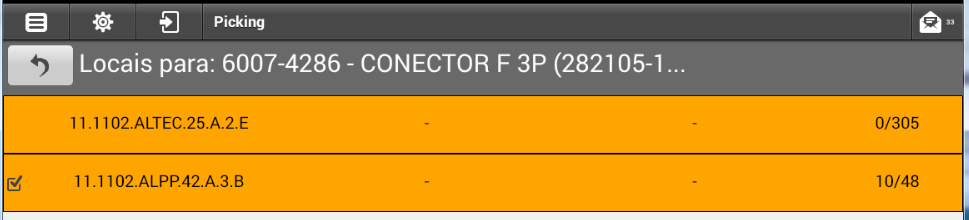 Picking 33
Locais para: 6007-4286 - CONECTOR F 3P (282105-1...
11.1102.ALTEC.25.A.2.E - - 0/305
11.1102.ALPP.42.A.3.B - - 10/48